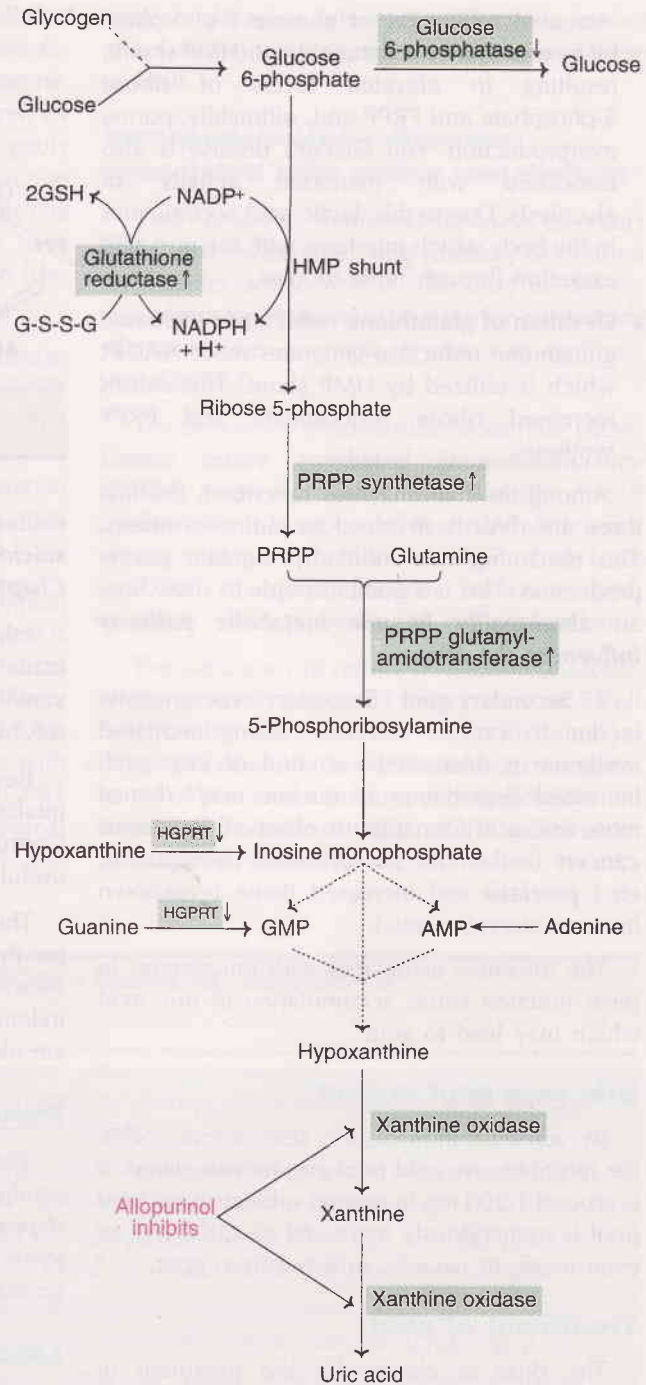 Glycogen
Glucose
6-phosphatase ↓
Glucose
6-phosphate
Glucose
Glucose
2GSH
NADP⁺
Glutathione
reductase ↑
HMP shunt
G-S-S-G
NADPH
+ H⁺
Ribose 5-phosphate
PRPP synthetase ↑
PRPP
Glutamine
PRPP glutamyl-
amidotransferase ↑
5-Phosphoribosylamine
HGPRT ↓
Hypoxanthine
Inosine monophosphate
HGPRT ↓
Guanine
GMP
AMP
Adenine
Hypoxanthine
Xanthine oxidase
Allopurinol
inhibits
Xanthine
Xanthine oxidase
Uric acid